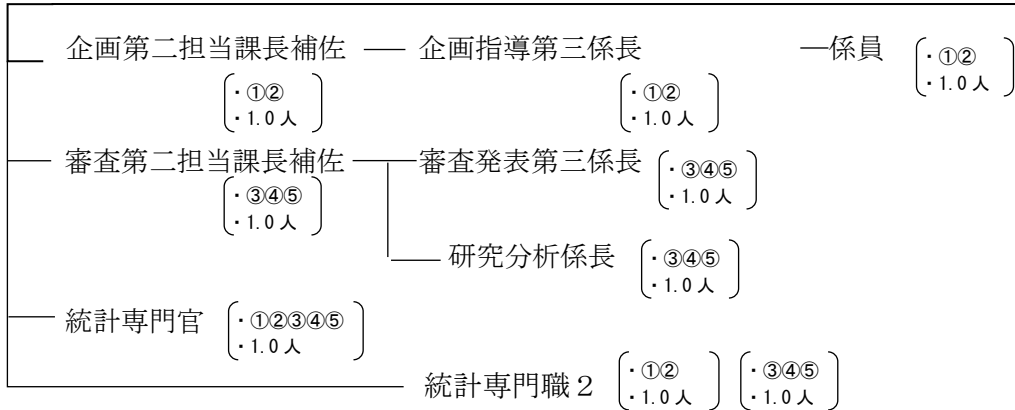 企画第二担当課長補佐 企画指導第三係長 係員
・①② ・①② ・①②
・1.0人 ・1.0人 ・1.0人
審査第二担当課長補佐 審査発表第三係長
・③④⑤ ・③④⑤
・1.0人 ・1.0人
研究分析係長
・③④⑤
・1.0人
統計専門官
・①②③④⑤
・1.0人
統計専門職2
・①② ・③④⑤
・1.0人 ・1.0人